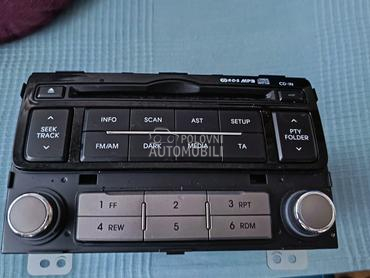 RDS MP3 CD-IN
INFO SCAN AST SETUP
SEEK TRACK
PTY FOLDER
FM/AM DARK MEDIA TA
POLOVNI AUTOMOBILI
1 FF 2 3 RPT
4 REW 5 6 RDM